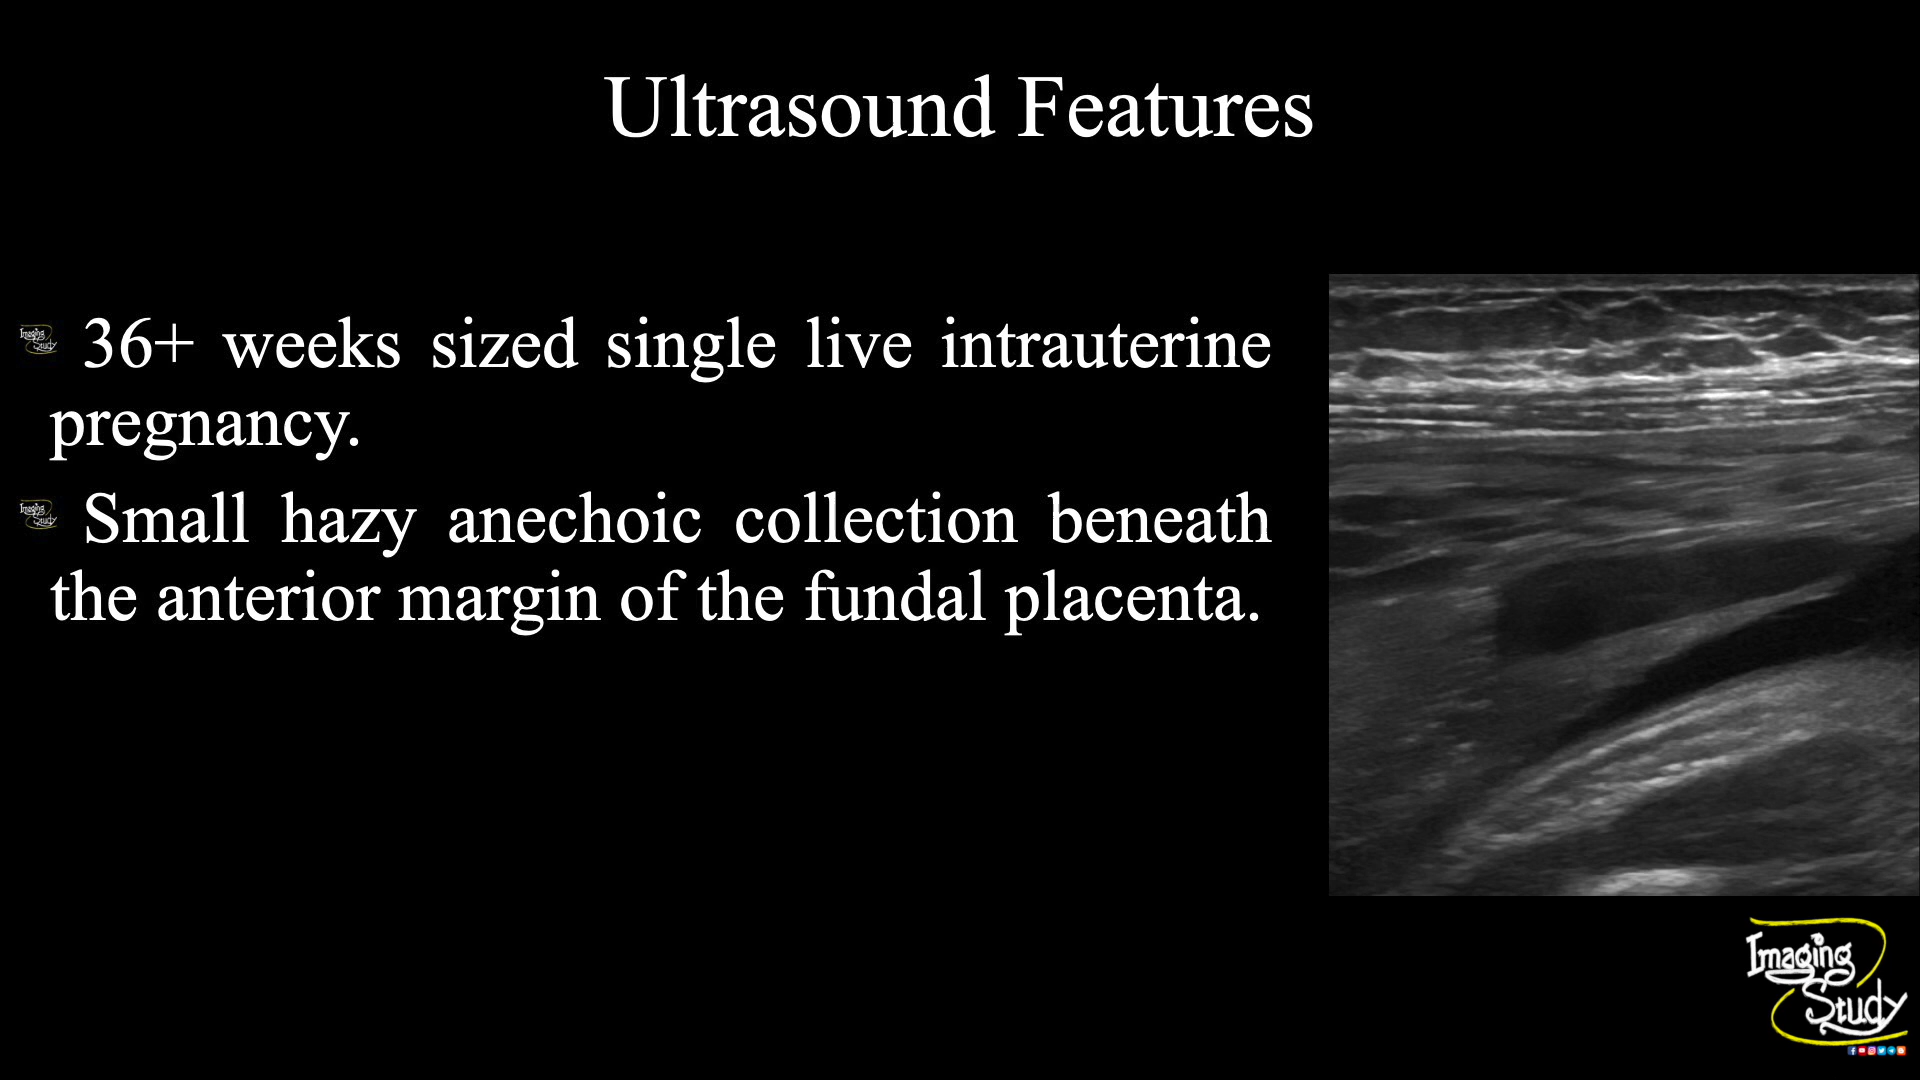 Ultrasound Features
36+ weeks sized single live intrauterine
pregnancy.
Small hazy anechoic collection beneath
the anterior margin of the fundal placenta.
Imaging
Study